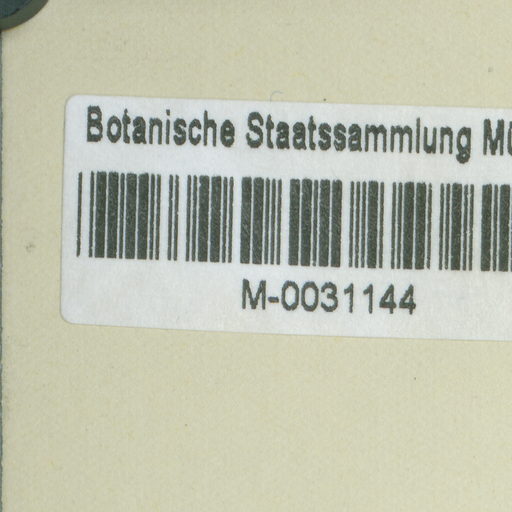 Botanische Staatssammlung Mü
M-0031144